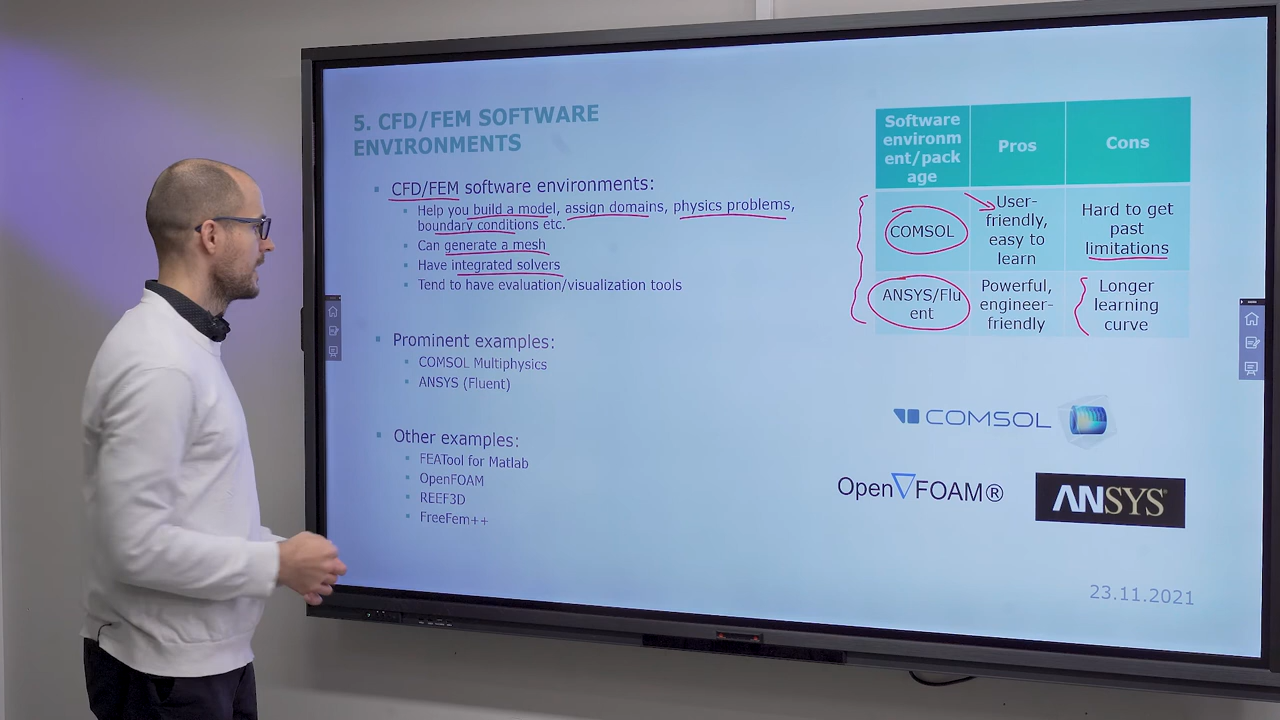 5. CFD/FEM SOFTWARE
ENVIRONMENTS
CFD/FEM software environments:
Help you build a model, assign domains, physics problems,
boundary conditions etc.
Can generate a mesh
Have integrated solvers
Tend to have evaluation/visualization tools
Prominent examples:
COMSOL Multiphysics
ANSYS (Fluent)
Other examples:
FEATool for Matlab
OpenFOAM
REEF3D
FreeFem++
Software
environm
ent/pack
age
Pros
Cons
COMSOL
User-
friendly,
easy to
learn
Hard to get
past
limitations
ANSYS/Flu
ent
Powerful,
engineer-
friendly
Longer
learning
curve
COMSOL
Open▽FOAM®
ANSYS®
23.11.2021